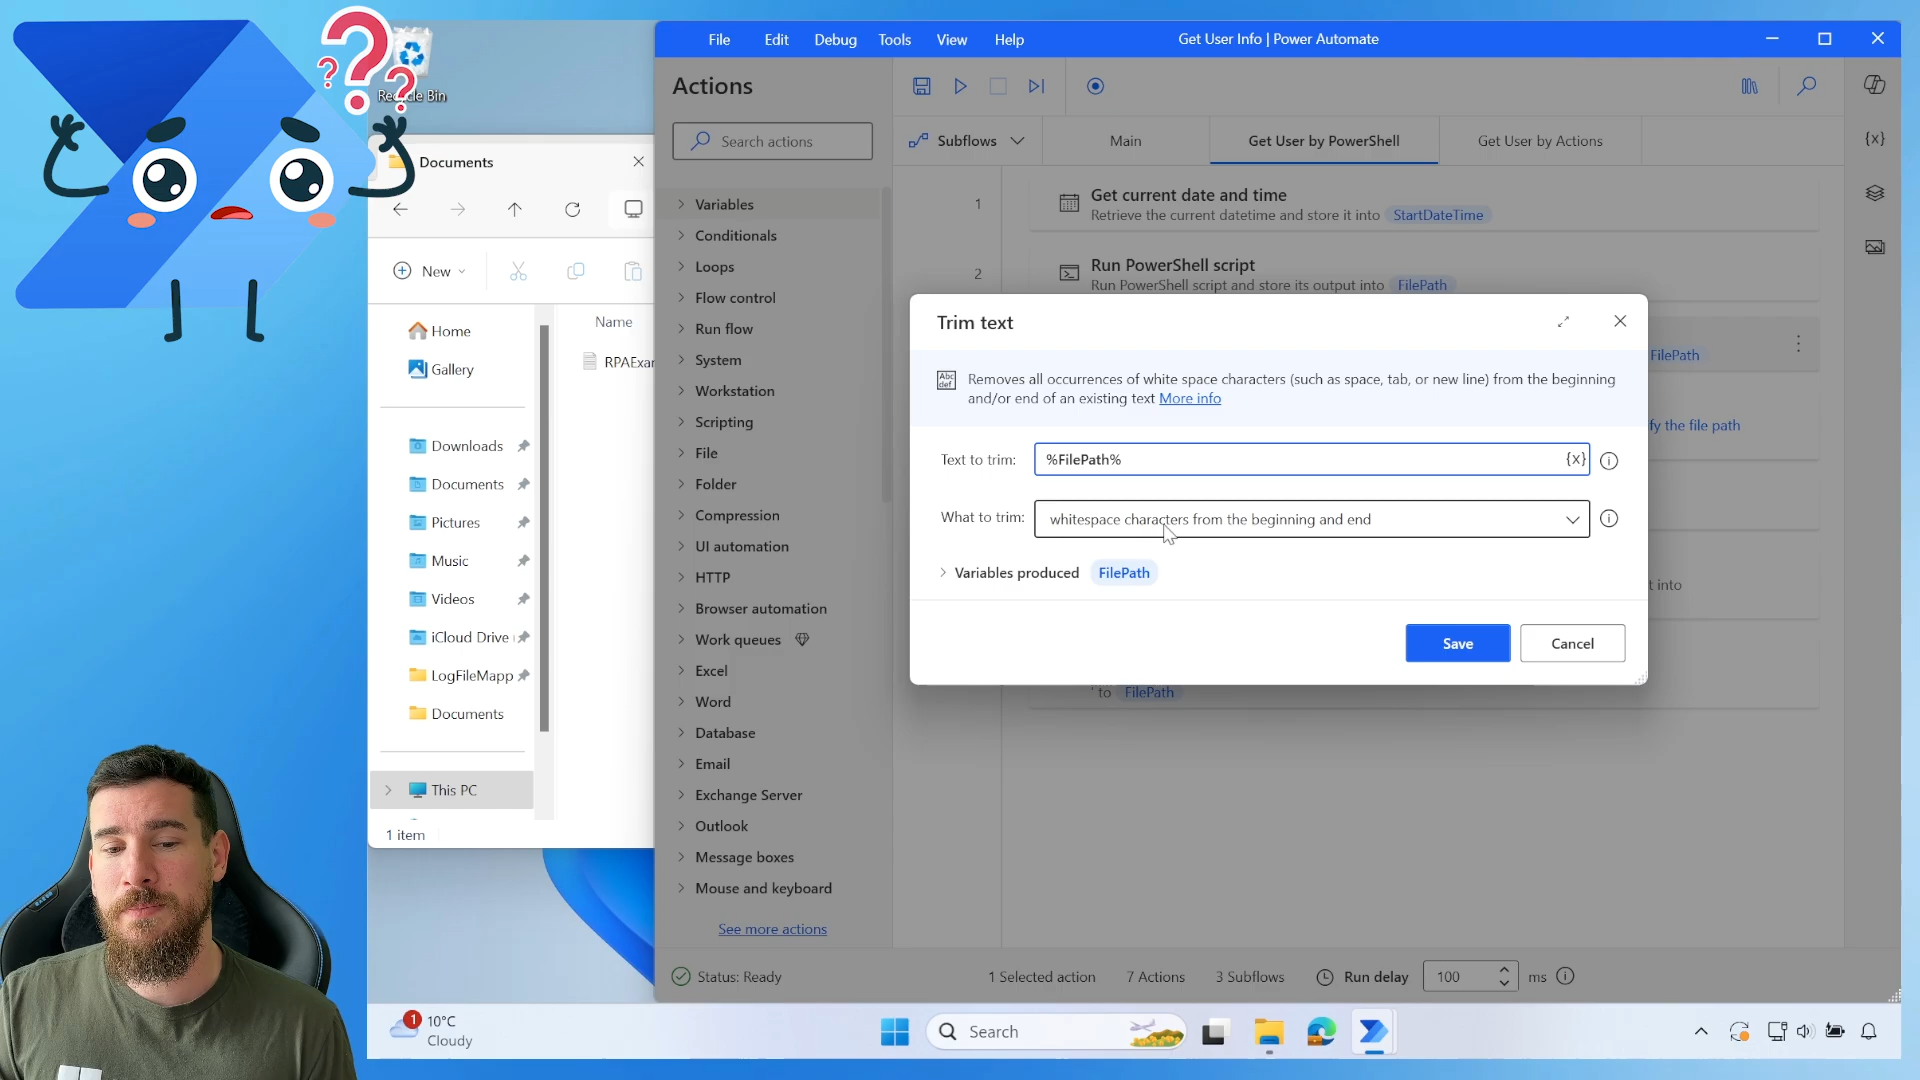 Recycle Bin
Documents
New
Name
Home
RPAExam
Gallery
Downloads
Documents
Pictures
Music
Videos
iCloud Drive
LogFileMapp
Documents
This PC
1 item
File Edit Debug Tools View Help
Get User Info | Power Automate
Actions
Search actions
Subflows
Main
Get User by PowerShell
Get User by Actions
Variables
Conditionals
Loops
Flow control
Run flow
System
Workstation
Scripting
File
Folder
Compression
UI automation
HTTP
Browser automation
Work queues
Excel
Word
Database
Email
Exchange Server
Outlook
Message boxes
Mouse and keyboard
See more actions
1
Get current date and time
Retrieve the current datetime and store it into StartDateTime
2
Run PowerShell script
Run PowerShell script and store its output into FilePath
FilePath
fy the file path
t into
' to FilePath
Trim text
Abc
def
Removes all occurrences of white space characters (such as space, tab, or new line) from the beginning
and/or end of an existing text More info
Text to trim: %FilePath% {x}
What to trim: whitespace characters from the beginning and end
Variables produced FilePath
Save Cancel
{x}
Status: Ready
1 Selected action
7 Actions
3 Subflows
Run delay 100 ms
1
10°C
Cloudy
Search